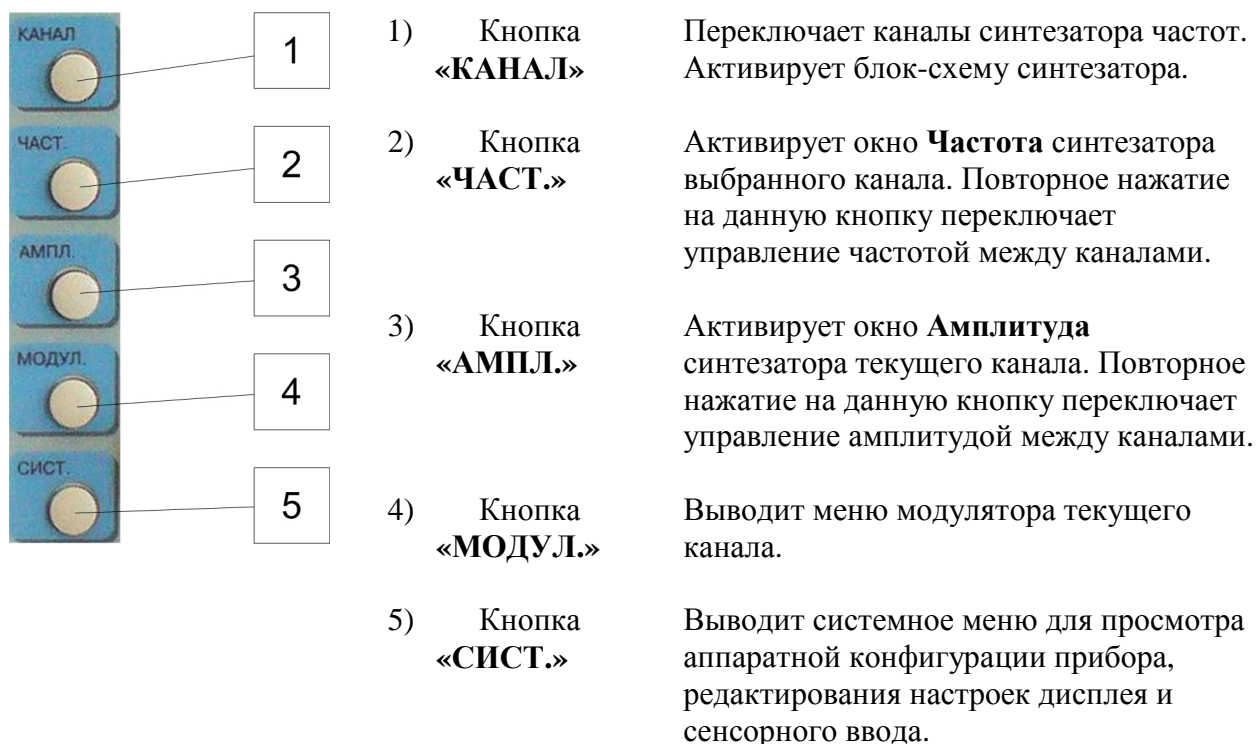 КАНАЛ
1
ЧАСТ.
2
АМПЛ.
3
МОДУЛ.
4
СИСТ.
5
1) Кнопка «КАНАЛ»
Переключает каналы синтезатора частот.
Активирует блок-схему синтезатора.
2) Кнопка «ЧАСТ.»
Активирует окно Частота синтезатора
выбранного канала. Повторное нажатие
на данную кнопку переключает
управление частотой между каналами.
3) Кнопка «АМПЛ.»
Активирует окно Амплитуда
синтезатора текущего канала. Повторное
нажатие на данную кнопку переключает
управление амплитудой между каналами.
4) Кнопка «МОДУЛ.»
Выводит меню модулятора текущего
канала.
5) Кнопка «СИСТ.»
Выводит системное меню для просмотра
аппаратной конфигурации прибора,
редактирования настроек дисплея и
сенсорного ввода.